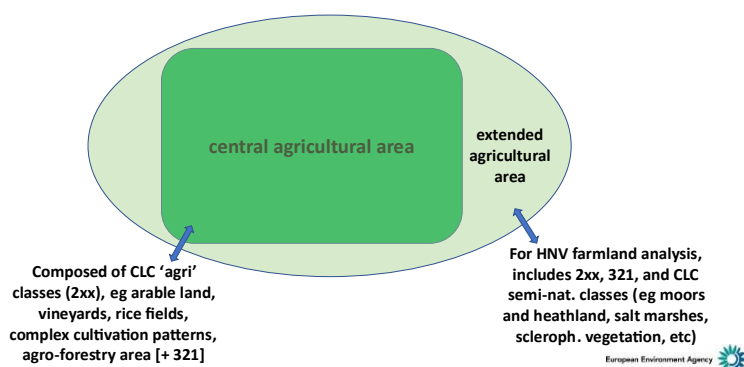 central agricultural area
extended
agricultural
area
Composed of CLC ‘agri’
classes (2xx), eg arable land,
vineyards, rice fields,
complex cultivation patterns,
agro-forestry area [+ 321]
For HNV farmland analysis,
includes 2xx, 321, and CLC
semi-nat. classes (eg moors
and heathland, salt marshes,
scleroph. vegetation, etc)
European Environment Agency